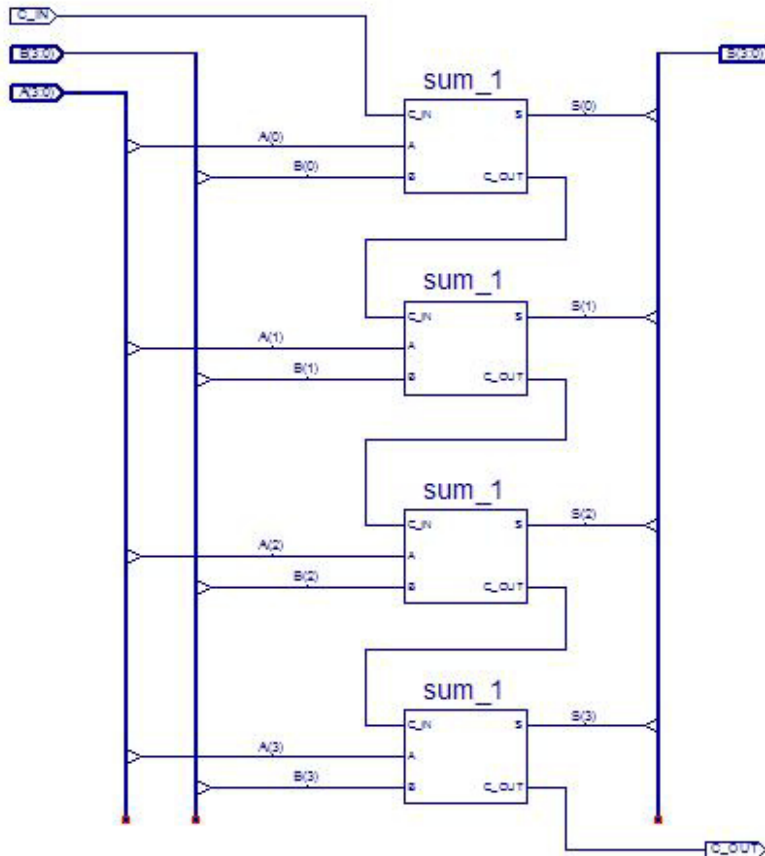 C_IN
B(3:0)
S(3:0)
A(3:0)
sum_1
C_IN
S
S(0)
A(0)
A
B(0)
B
C_OUT
sum_1
C_IN
S
S(1)
A(1)
A
B(1)
B
C_OUT
sum_1
C_IN
S
S(2)
A(2)
A
B(2)
B
C_OUT
sum_1
C_IN
S
S(3)
A(3)
A
B(3)
B
C_OUT
C_OUT